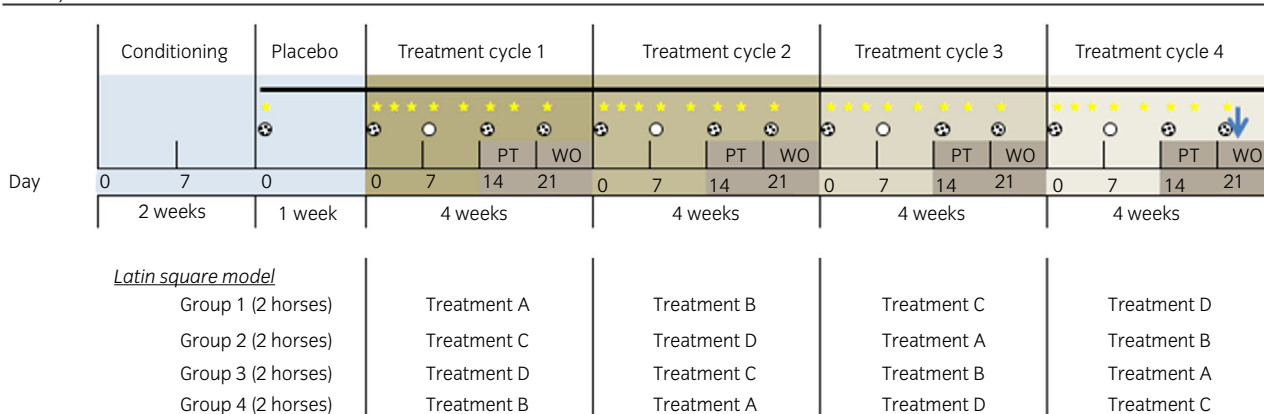 Conditioning Placebo Treatment cycle 1 Treatment cycle 2 Treatment cycle 3 Treatment cycle 4
PT WO PT WO PT WO PT WO
Day 0 7 0 0 7 14 21 0 7 14 21 0 7 14 21 0 7 14 21
2 weeks 1 week 4 weeks 4 weeks 4 weeks 4 weeks
Latin square model
Group 1 (2 horses) Treatment A Treatment B Treatment C Treatment D
Group 2 (2 horses) Treatment C Treatment D Treatment A Treatment B
Group 3 (2 horses) Treatment D Treatment C Treatment B Treatment A
Group 4 (2 horses) Treatment B Treatment A Treatment D Treatment C